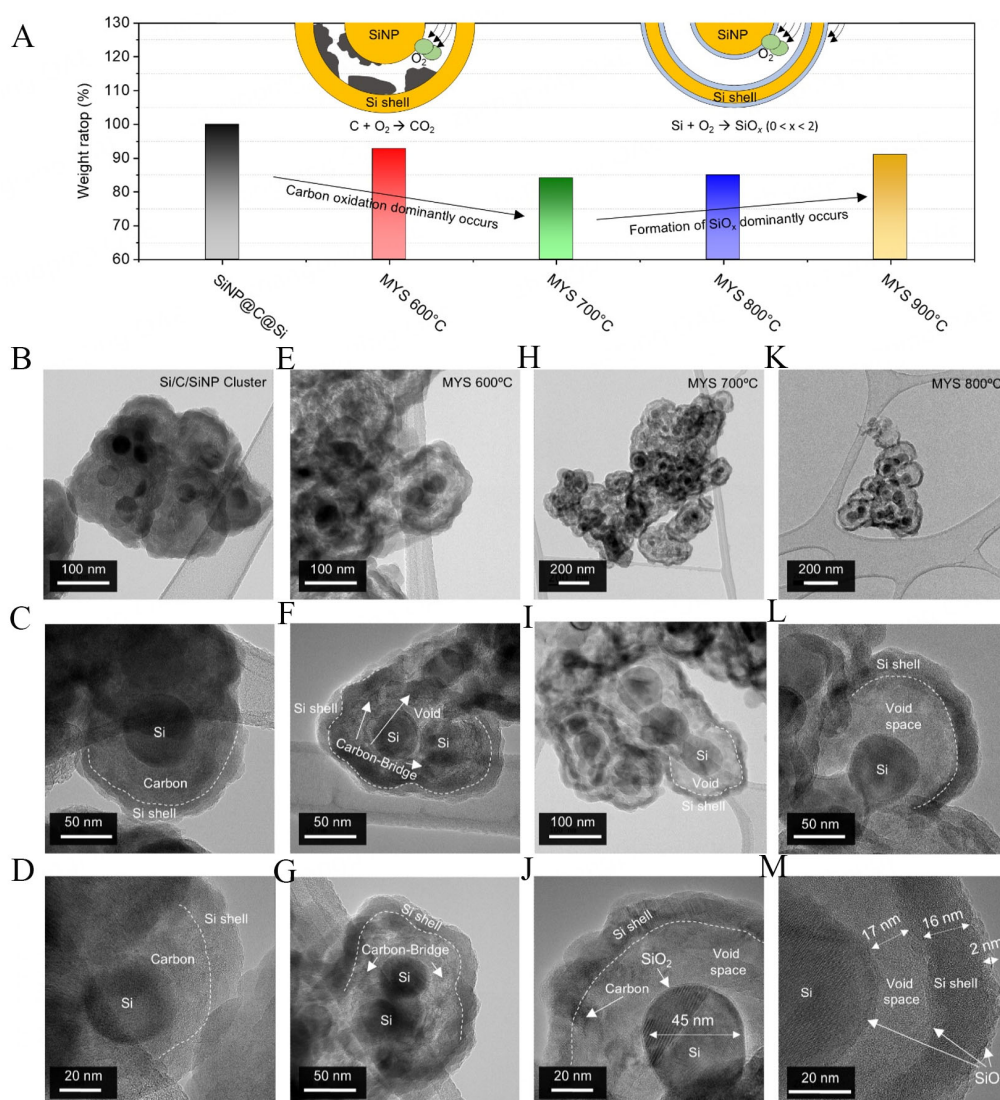 A
Weight ratop (%)
130
120
110
100
90
80
70
60
SiNP
O₂
Si shell
C + O₂ → CO₂
SiNP
O₂
Si shell
Si + O₂ → SiOₓ (0 < x < 2)
Carbon oxidation dominantly occurs
Formation of SiOₓ dominantly occurs
SiNP@C@Si
MYS 600°C
MYS 700°C
MYS 800°C
MYS 900°C
B
Si/C/SiNP Cluster
100 nm
E
MYS 600ºC
100 nm
H
MYS 700ºC
200 nm
K
MYS 800ºC
200 nm
C
Si
Carbon
Si shell
50 nm
F
Si shell
Void
Si
Si
Carbon-Bridge
50 nm
I
Si
Void
Si shell
100 nm
L
Si shell
Void
space
Si
50 nm
D
Si shell
Carbon
Si
20 nm
G
Si shell
Carbon-Bridge
Si
Si
50 nm
J
Si shell
SiO₂
Void
space
Carbon
45 nm
Si
20 nm
M
17 nm
16 nm
2 nm
Si
Void
space
Si shell
SiO
20 nm